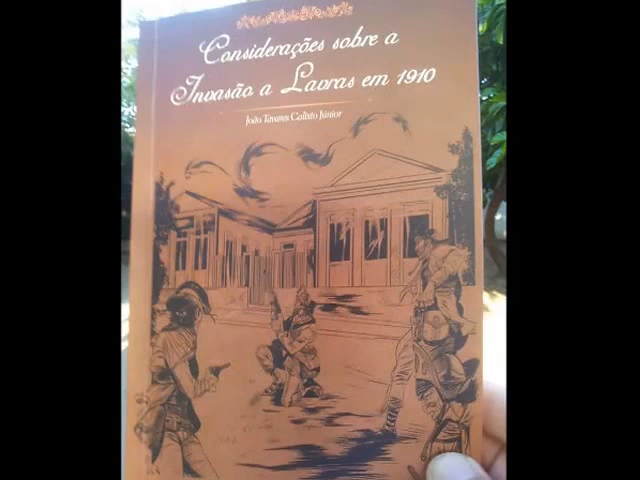 Considerações sobre a
Invasão a Lavras em 1910
João Tavares Calixto Júnior